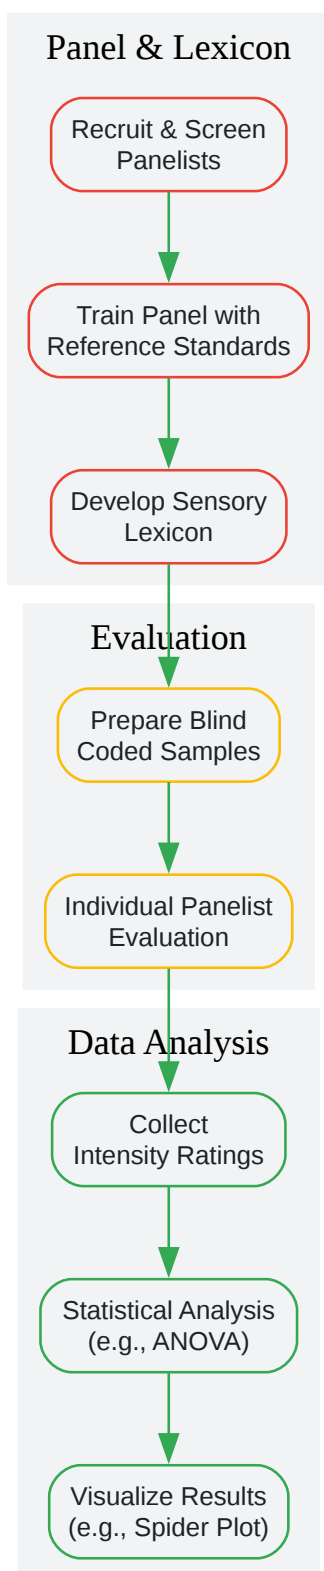 Panel & Lexicon
Recruit & Screen
Panelists
Train Panel with
Reference Standards
Develop Sensory
Lexicon
Evaluation
Prepare Blind
Coded Samples
Individual Panelist
Evaluation
Data Analysis
Collect
Intensity Ratings
Statistical Analysis
(e.g., ANOVA)
Visualize Results
(e.g., Spider Plot)